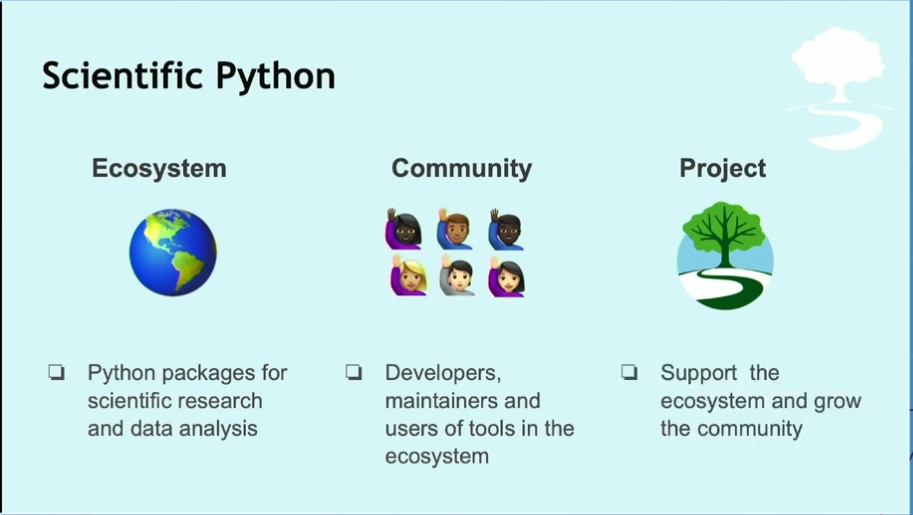 Scientific Python
Ecosystem
Community
Project
❏ Python packages for
scientific research
and data analysis
❏ Developers,
maintainers and
users of tools in the
ecosystem
❏ Support the
ecosystem and grow
the community